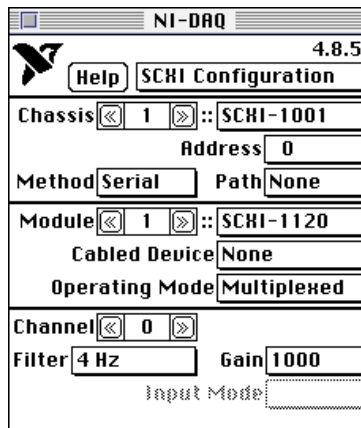 NI-DAQ
4.8.5
Help SCXI Configuration
Chassis « 1 » :: SCXI-1001
Address 0
Method Serial Path None
Module « 1 » :: SCXI-1120
Cabled Device None
Operating Mode Multiplexed
Channel « 0 »
Filter 4 Hz Gain 1000
Input Mode